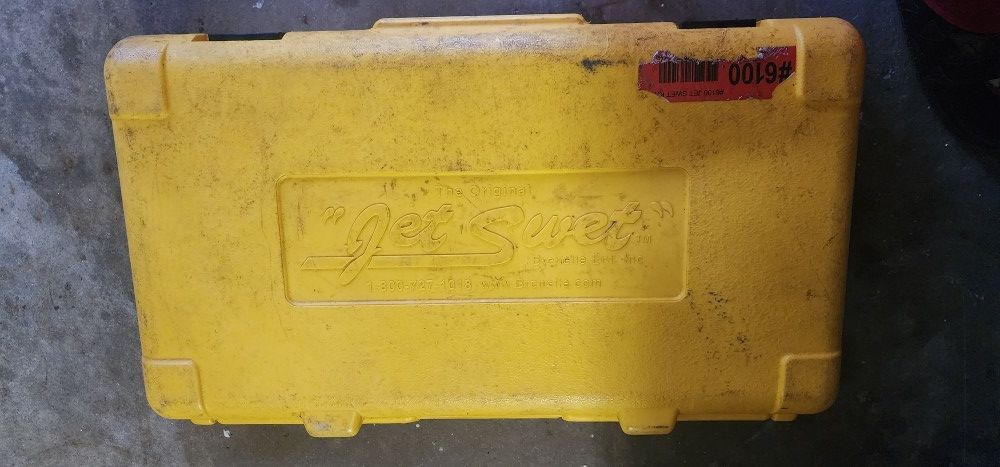 #6100
#6100 JET SWET K
The Original
"Jet Swet" TM
Brenelle Ent. Inc.
1-800-727-1018 www.brenelle.com